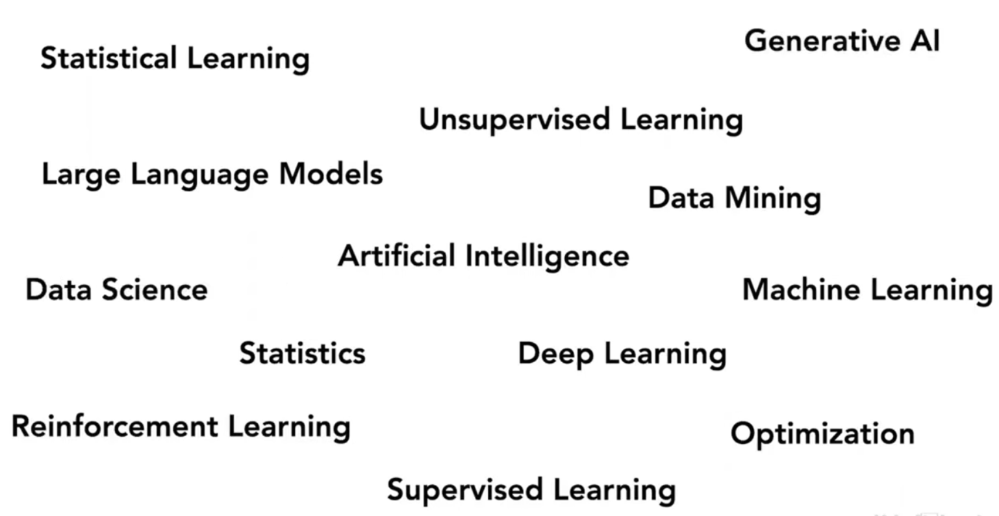 Generative AI
Statistical Learning
Unsupervised Learning
Large Language Models
Data Mining
Artificial Intelligence
Data Science
Machine Learning
Statistics
Deep Learning
Reinforcement Learning
Optimization
Supervised Learning